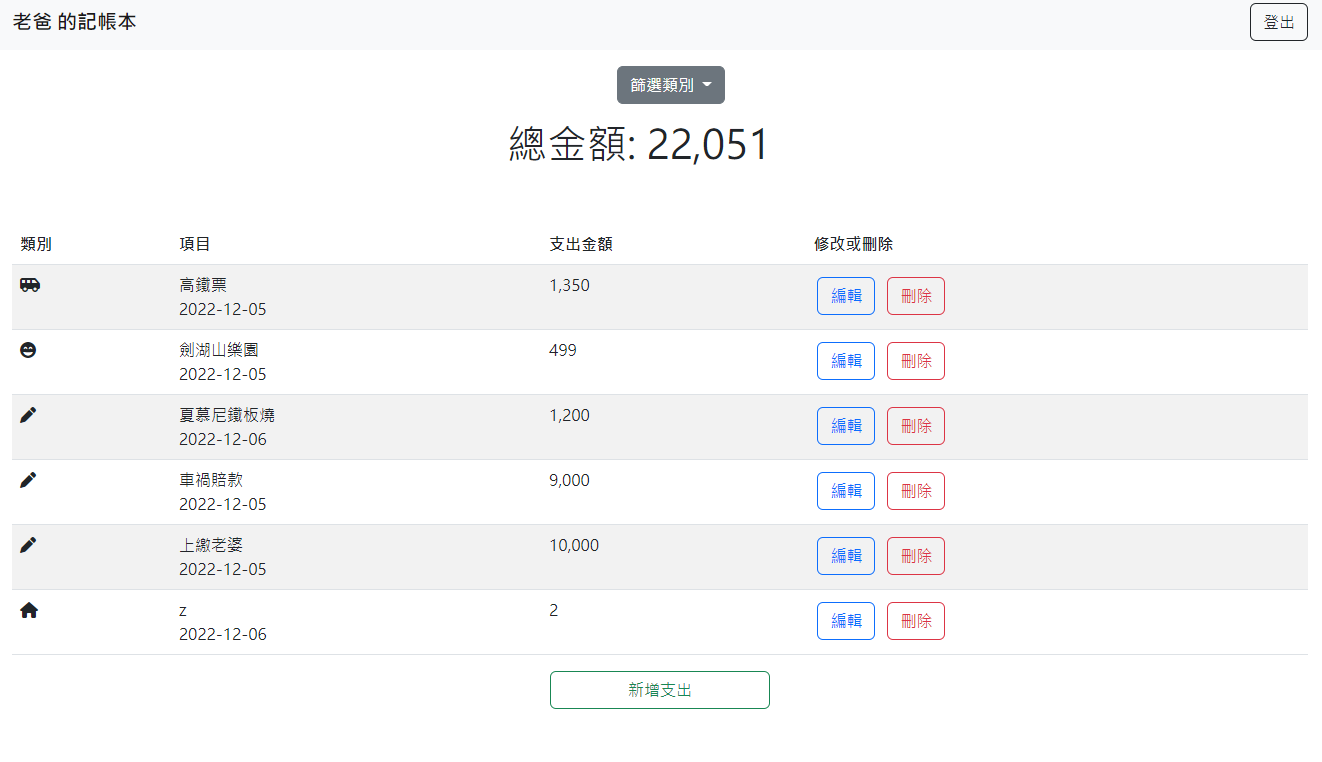 老爸 的記帳本
登出
篩選類別
總金額: 22,051
類別 項目 支出金額 修改或刪除
高鐵票 1,350 編輯 刪除
2022-12-05
劍湖山樂園 499 編輯 刪除
2022-12-05
夏慕尼鐵板燒 1,200 編輯 刪除
2022-12-06
車禍賠款 9,000 編輯 刪除
2022-12-05
上繳老婆 10,000 編輯 刪除
2022-12-05
z 2 編輯 刪除
2022-12-06
新增支出